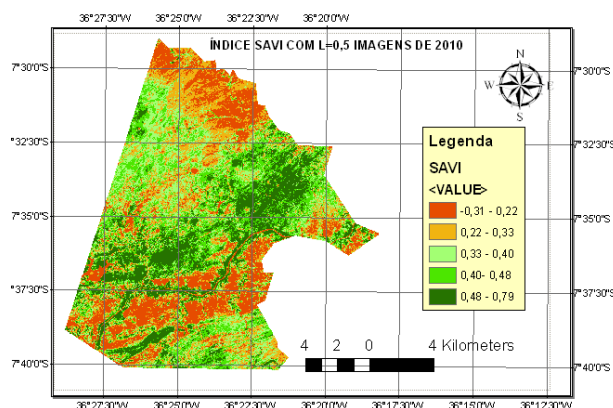 36°27'30"W 36°25'0"W 36°22'30"W 36°20'0"W
ÍNDICE SAVI COM L=0,5 IMAGENS DE 2010
7°30'0"S 7°30'0"S
N
W E
S
7°32'30"S 7°32'30"S
Legenda
SAVI
<VALUE>
-0,31 - 0,22
0,22 - 0,33
0,33 - 0,40
0,40- 0,48
0,48 - 0,79
7°35'0"S 7°35'0"S
7°37'30"S 7°37'30"S
4 2 0 4 Kilometers
7°40'0"S 7°40'0"S
36°27'30"W 36°25'0"W 36°22'30"W 36°20'0"W 36°17'30"W 36°15'0"W 36°12'30"W